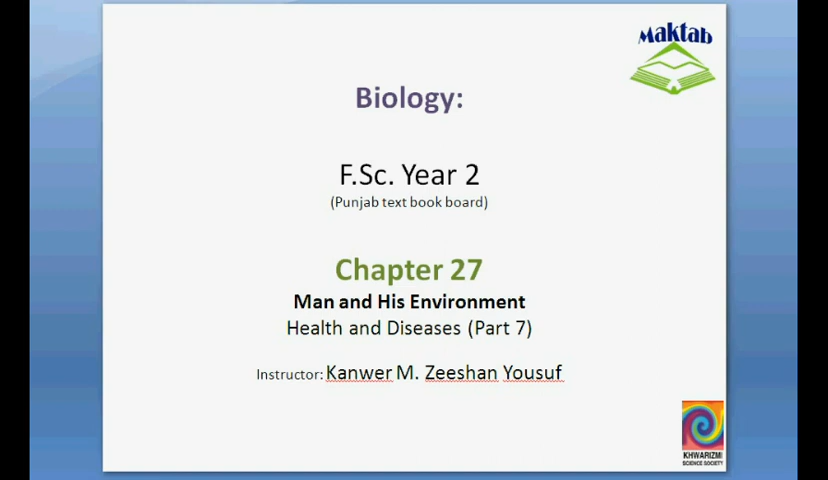 Maktab
Biology:
F.Sc. Year 2
(Punjab text book board)
Chapter 27
Man and His Environment
Health and Diseases (Part 7)
Instructor: Kanwer M. Zeeshan Yousuf
KHWARIZMI
SCIENCE SOCIETY